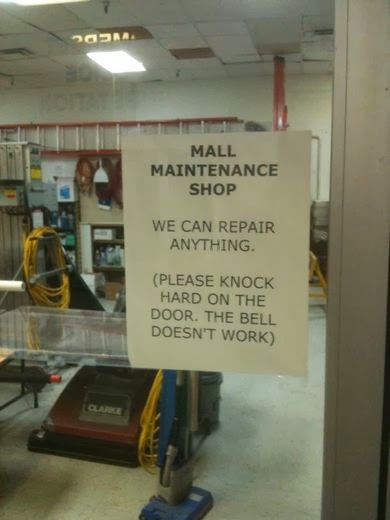 MALL
MAINTENANCE
SHOP
WE CAN REPAIR
ANYTHING.
(PLEASE KNOCK
HARD ON THE
DOOR. THE BELL
DOESN'T WORK)
CLARKE